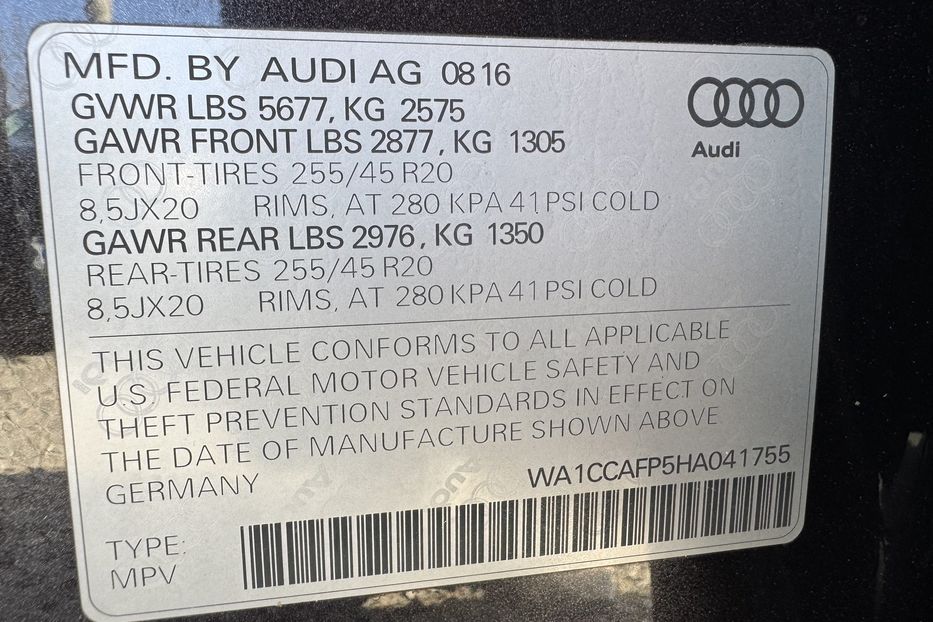 MFD. BY AUDI AG 08 16
GVWR LBS 5677, KG 2575
GAWR FRONT LBS 2877, KG 1305
FRONT-TIRES 255/45 R20
8,5JX20 RIMS, AT 280 KPA 41 PSI COLD
GAWR REAR LBS 2976, KG 1350
REAR-TIRES 255/45 R20
8,5JX20 RIMS, AT 280 KPA 41 PSI COLD
Audi
THIS VEHICLE CONFORMS TO ALL APPLICABLE
U.S. FEDERAL MOTOR VEHICLE SAFETY AND
THEFT PREVENTION STANDARDS IN EFFECT ON
THE DATE OF MANUFACTURE SHOWN ABOVE
GERMANY
WA1CCAFP5HA041755
TYPE:
MPV